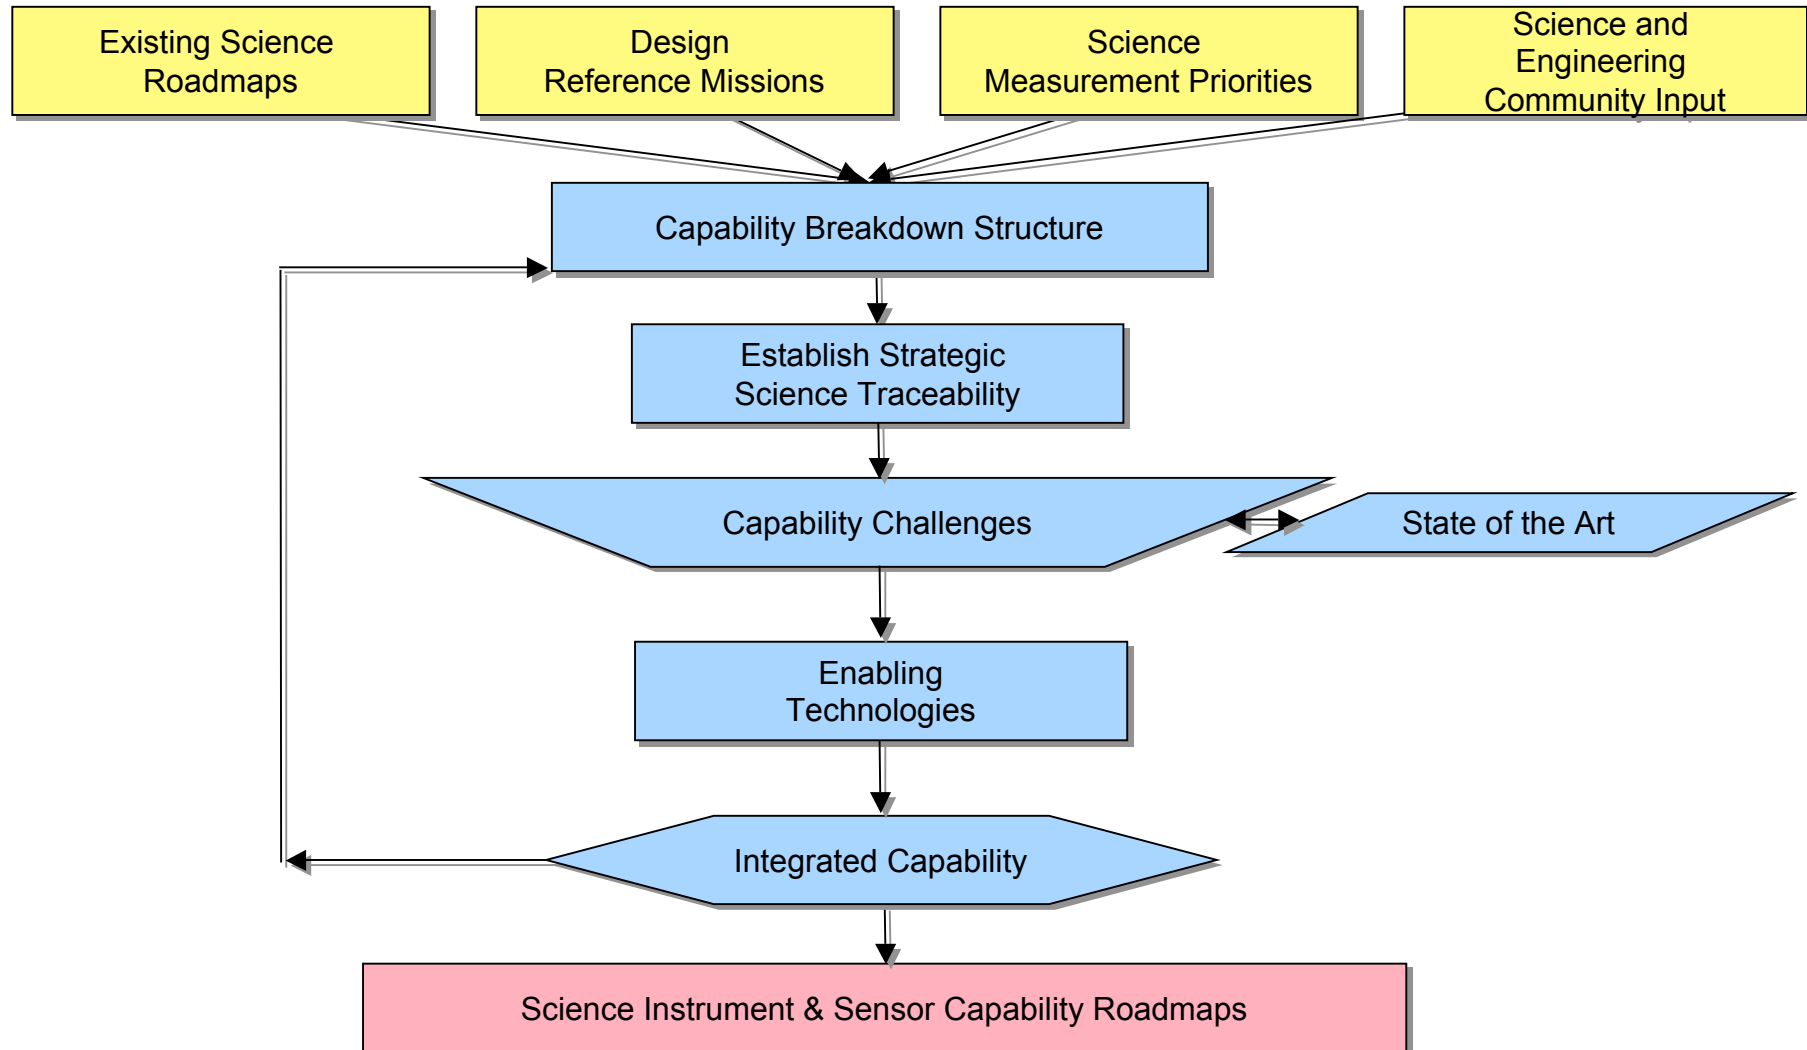 Existing Science
Roadmaps
Design
Reference Missions
Science
Measurement Priorities
Science and
Engineering
Community Input
Capability Breakdown Structure
Establish Strategic
Science Traceability
Capability Challenges
State of the Art
Enabling
Technologies
Integrated Capability
Science Instrument & Sensor Capability Roadmaps